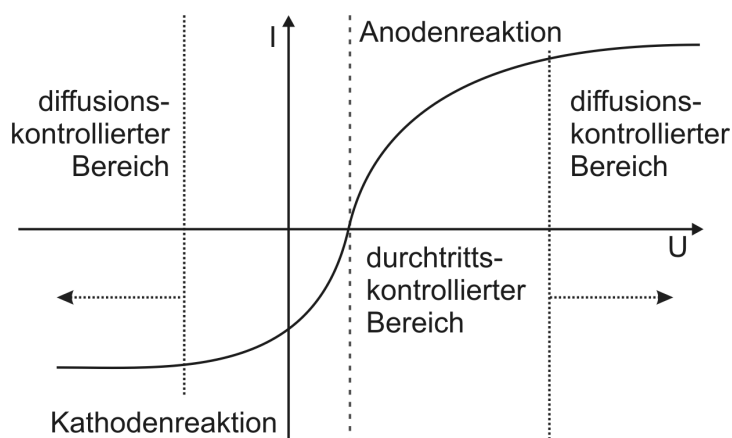 I
Anodenreaktion
diffusions-
kontrollierter
Bereich
diffusions-
kontrollierter
Bereich
U
durchtritts-
kontrollierter
Bereich
Kathodenreaktion